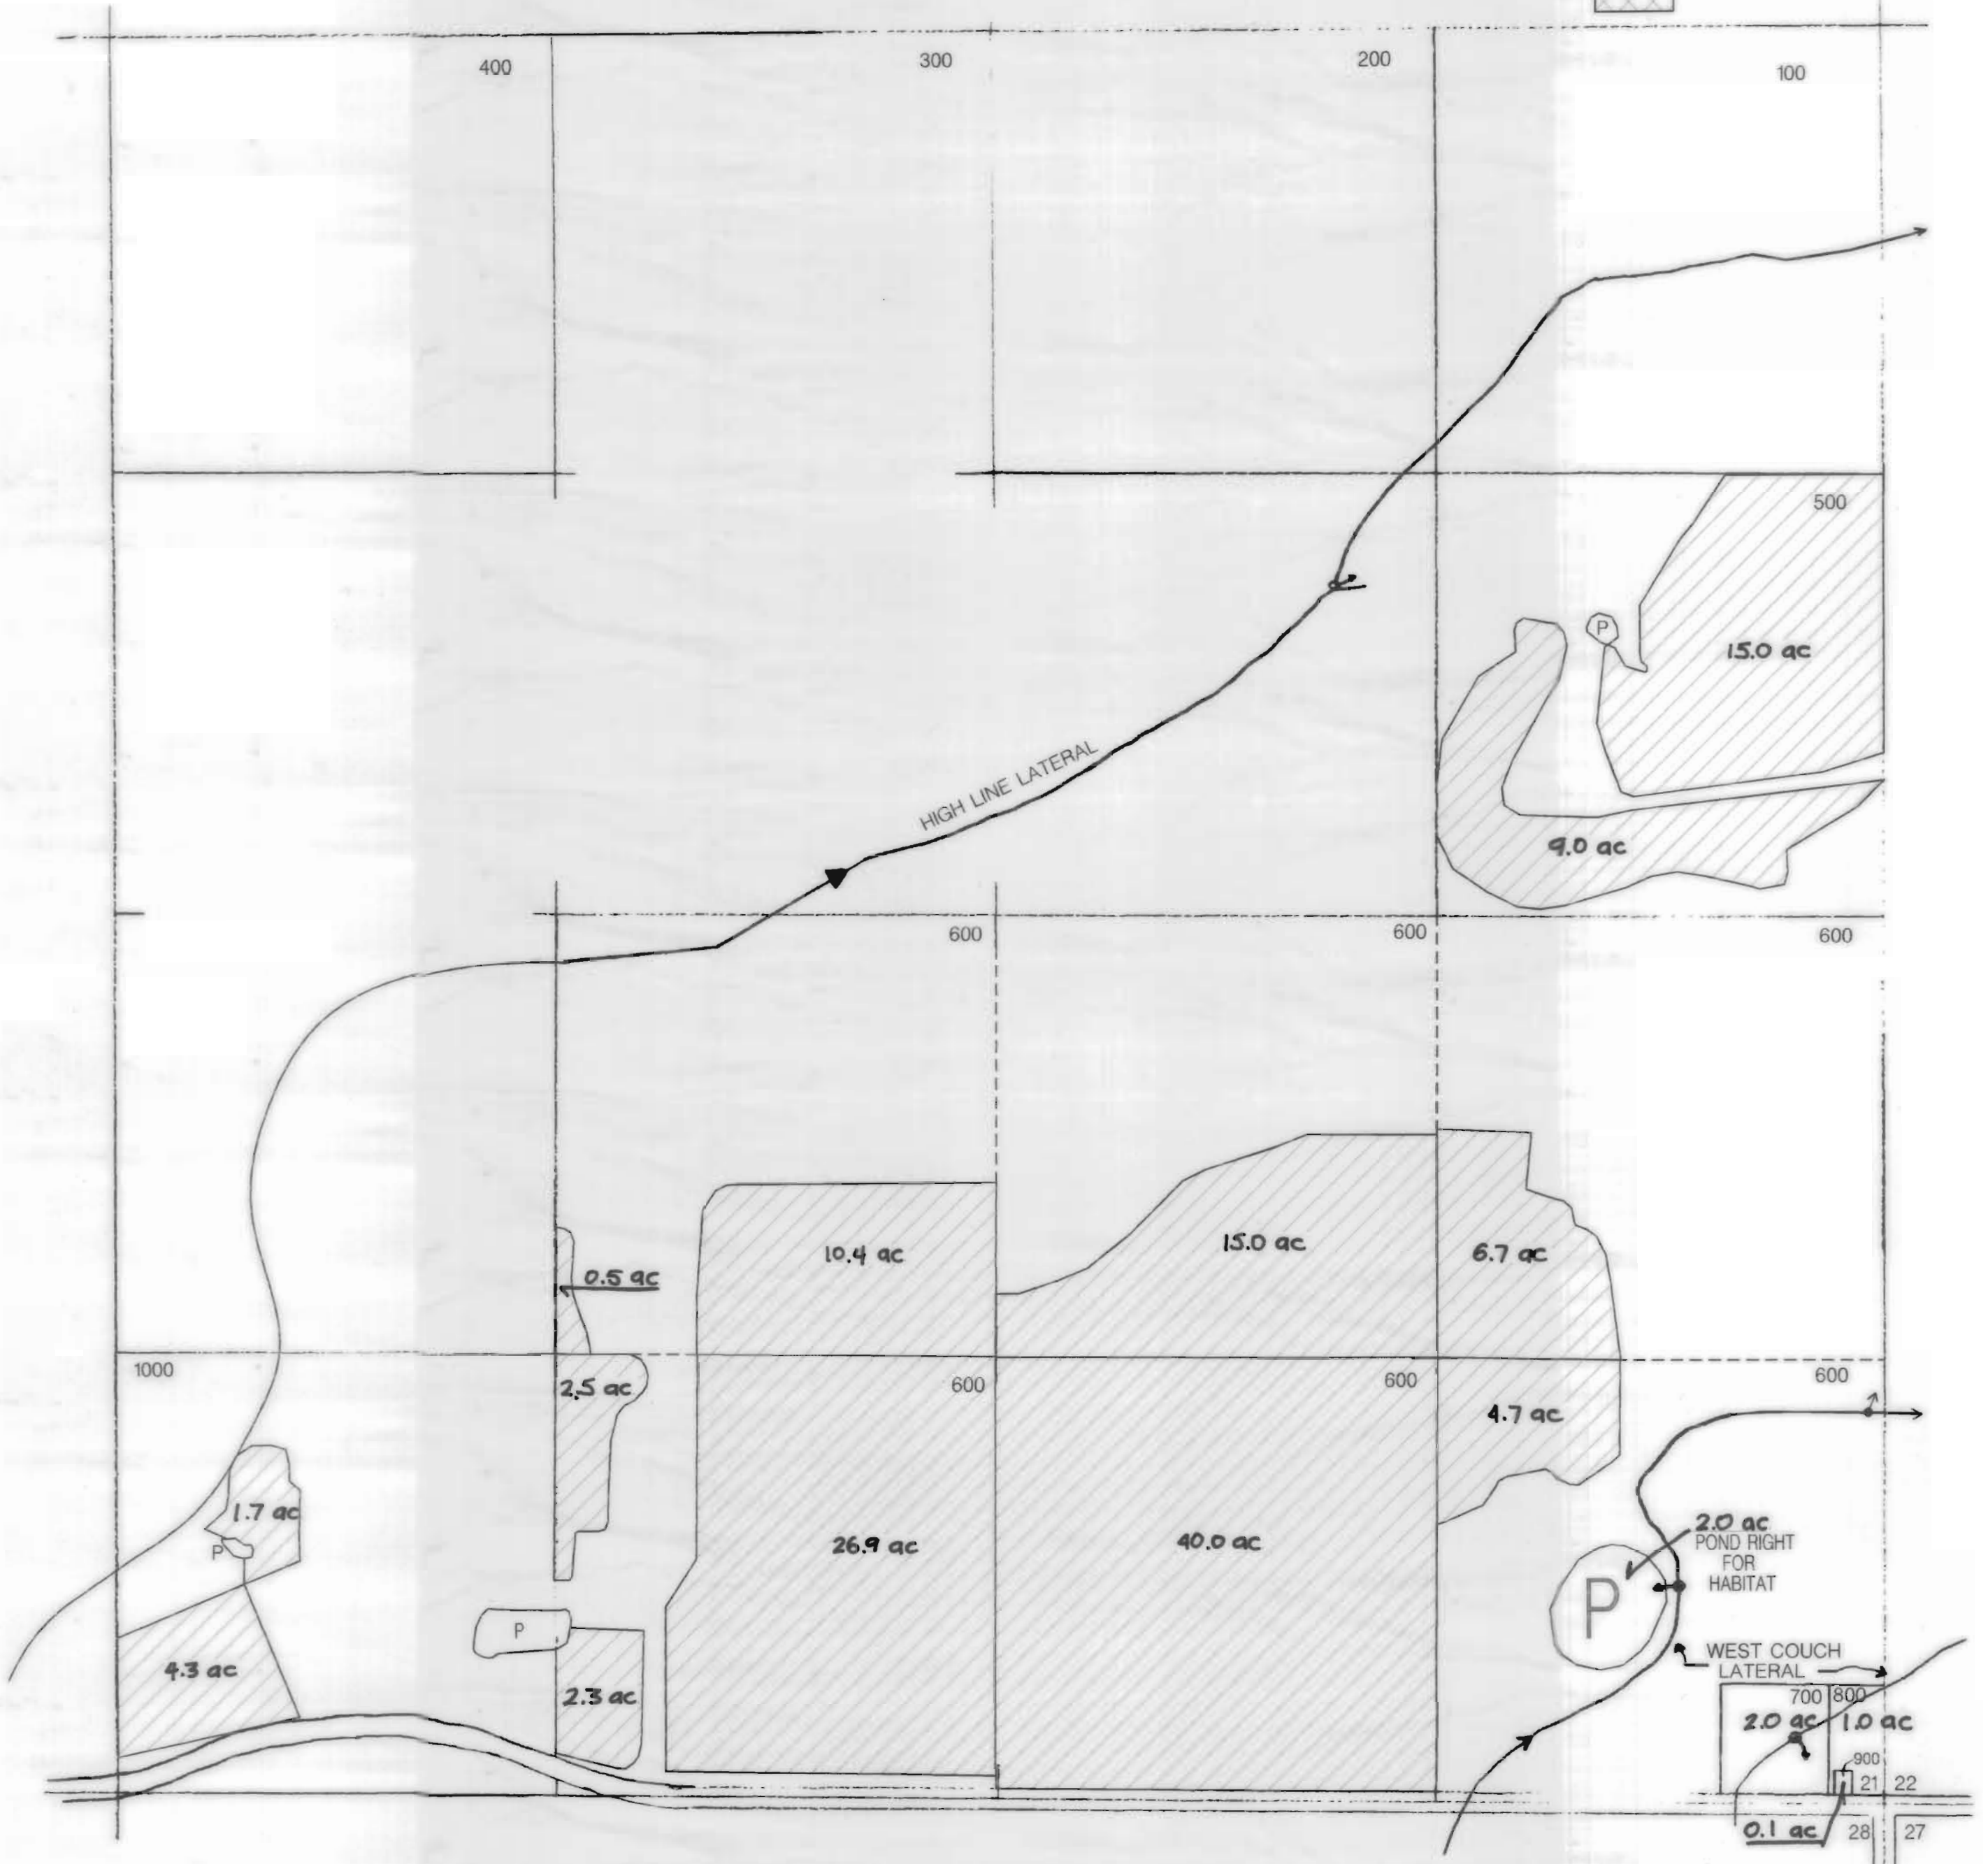 400
300
200
100
500
P
15.0 ac
HIGH LINE LATERAL
9.0 ac
600
600
600
10.4 ac
15.0 ac
6.7 ac
0.5 ac
1000
2.5 ac
600
600
600
4.7 ac
1.7 ac
P
26.9 ac
40.0 ac
2.0 ac
POND RIGHT
FOR
HABITAT
P
P
4.3 ac
2.3 ac
WEST COUCH
LATERAL
700
800
2.0 ac
1.0 ac
900
21
22
0.1 ac
28
27